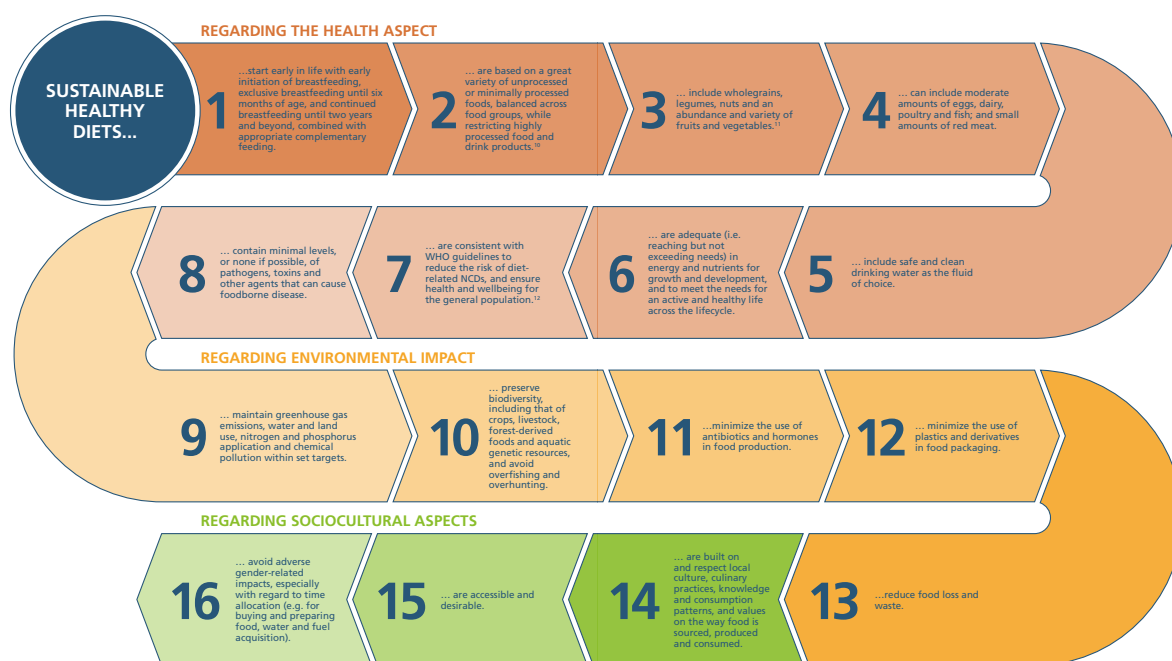 SUSTAINABLE
HEALTHY
DIETS...
REGARDING THE HEALTH ASPECT
1
...start early in life with early
initiation of breastfeeding,
exclusive breastfeeding until six
months of age, and continued
breastfeeding until two years
and beyond, combined with
appropriate complementary
feeding.
2
... are based on a great
variety of unprocessed
or minimally processed
foods, balanced across
food groups, while
restricting highly
processed food and
drink products.¹⁰
3
... include wholegrains,
legumes, nuts and an
abundance and variety of
fruits and vegetables.¹¹
4
... can include moderate
amounts of eggs, dairy,
poultry and fish; and small
amounts of red meat.
5
... include safe and clean
drinking water as the fluid
of choice.
6
... are adequate (i.e.
reaching but not
exceeding needs) in
energy and nutrients for
growth and development,
and to meet the needs for
an active and healthy life
across the lifecycle.
7
... are consistent with
WHO guidelines to
reduce the risk of diet-
related NCDs, and ensure
health and wellbeing for
the general population.¹²
8
... contain minimal levels,
or none if possible, of
pathogens, toxins and
other agents that can cause
foodborne disease.
REGARDING ENVIRONMENTAL IMPACT
9
... maintain greenhouse gas
emissions, water and land
use, nitrogen and phosphorus
application and chemical
pollution within set targets.
10
... preserve
biodiversity,
including that of
crops, livestock,
forest-derived
foods and aquatic
genetic resources,
and avoid
overfishing and
overhunting.
11
...minimize the use of
antibiotics and hormones
in food production.
12
... minimize the use of
plastics and derivatives
in food packaging.
13
...reduce food loss and
waste.
REGARDING SOCIOCULTURAL ASPECTS
14
... are built on
and respect local
culture, culinary
practices, knowledge
and consumption
patterns, and values
on the way food is
sourced, produced
and consumed.
15
... are accessible and
desirable.
16
... avoid adverse
gender-related
impacts, especially
with regard to time
allocation (e.g. for
buying and preparing
food, water and fuel
acquisition).